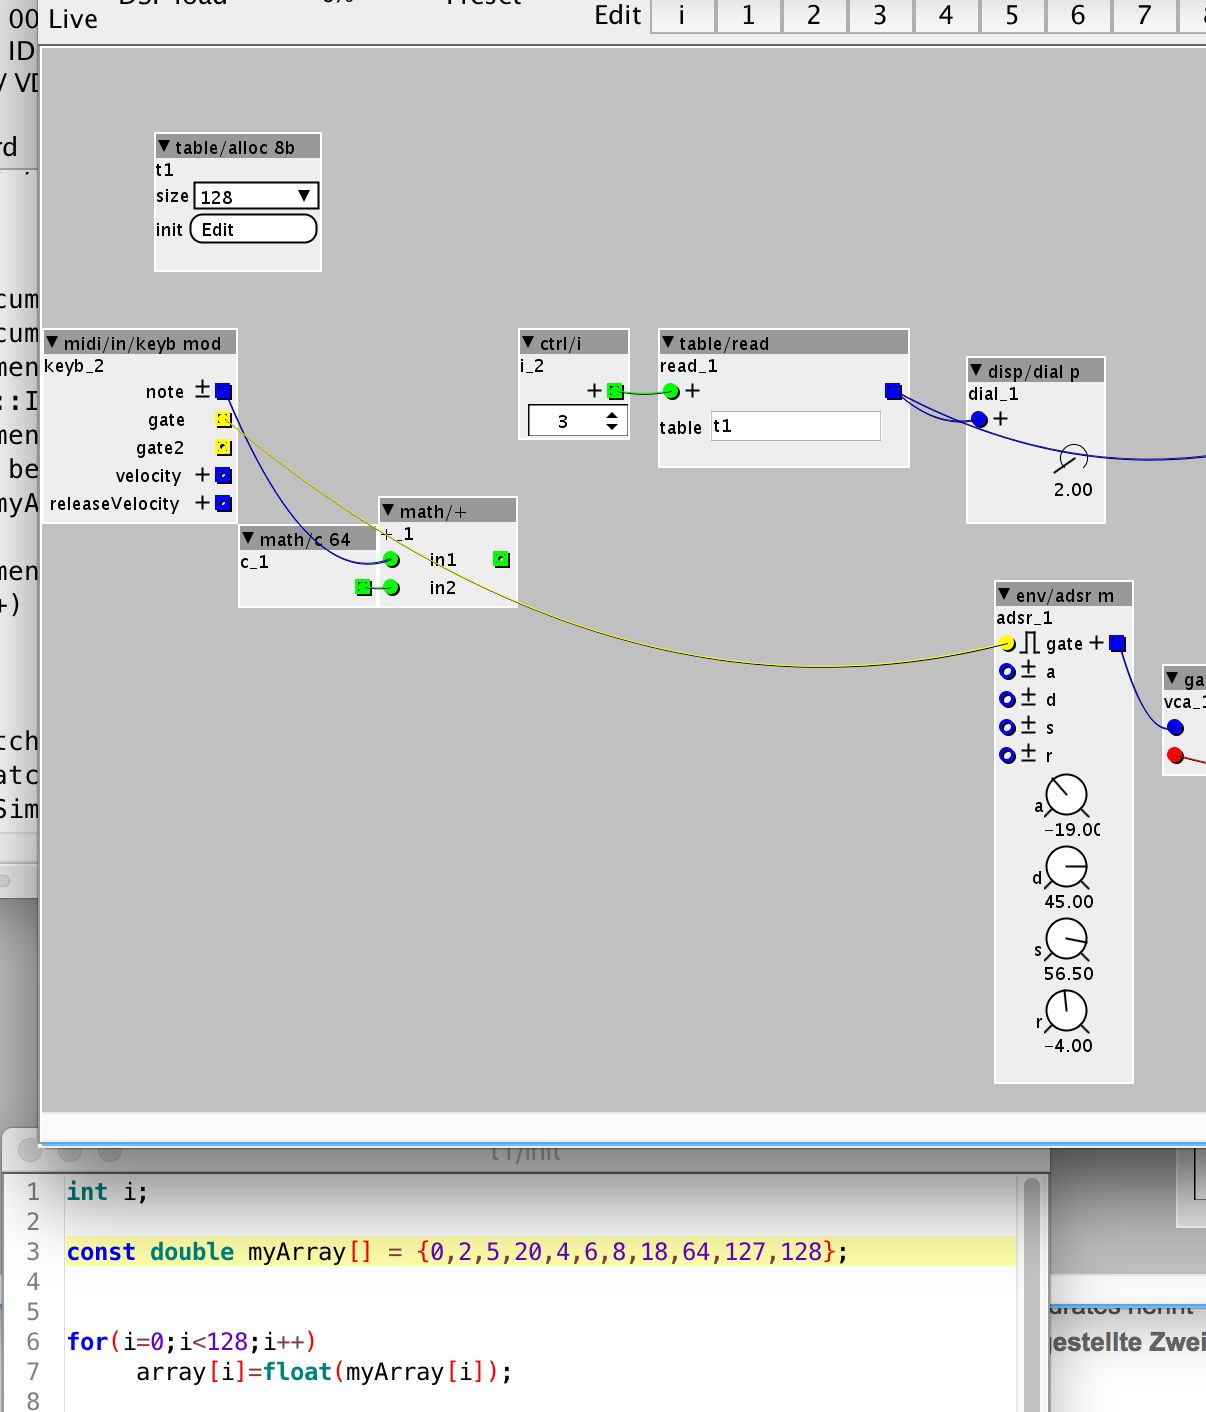 DSP load
Preset
Live
Edit
i
1
2
3
4
5
6
7
00
ID
rd
▼ table/alloc 8b
t1
size 128 ▼
init Edit
▼ midi/in/keyb mod
keyb_2
note ±
gate
gate2
velocity +
releaseVelocity +
▼ ctrl/i
i_2
+
3
▼ table/read
read_1
+
table t1
▼ disp/dial p
dial_1
+
2.00
▼ math/c 64
c_1
▼ math/+
+_1
in1
in2
▼ env/adsr m
adsr_1
gate +
± a
± d
± s
± r
a
-19.00
d
45.00
s
56.50
r
-4.00
▼ ga
vca_1
cum
cum
men
::I
men
be
myA
men
+)
tch
atc
Sim
t1/init
1 int i;
2
3 const double myArray[] = {0,2,5,20,4,6,8,18,64,127,128};
4
5
6 for(i=0;i<128;i++)
7 array[i]=float(myArray[i]);
8
gestellte Zwei